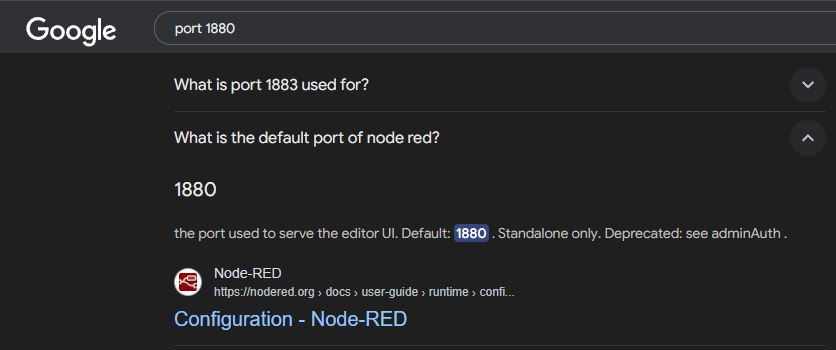 Google
port 1880
What is port 1883 used for?
What is the default port of node red?
1880
the port used to serve the editor UI. Default: 1880 . Standalone only. Deprecated: see adminAuth .
Node-RED
https://nodered.org › docs › user-guide › runtime › confi...
Configuration - Node-RED